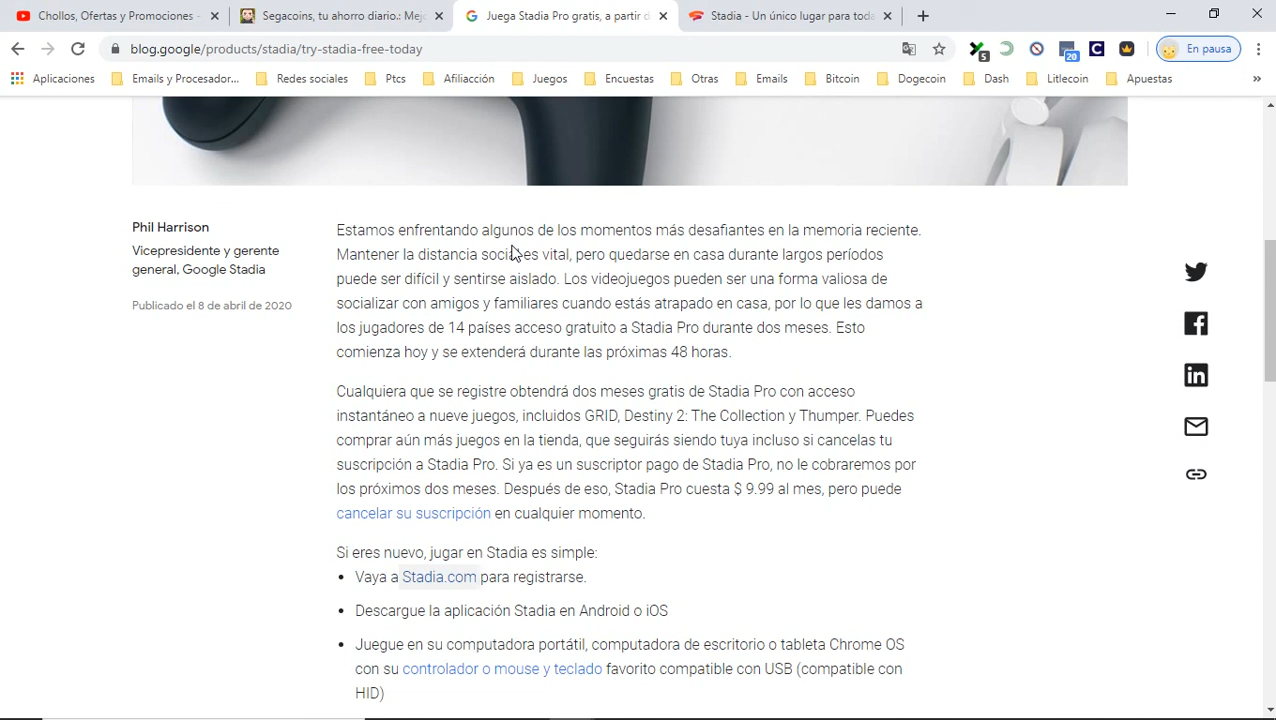 Chollos, Ofertas y Promociones -
Segacoins, tu ahorro diario.: Mej
Juega Stadia Pro gratis, a partir d
Stadia - Un único lugar para toda
blog.google/products/stadia/try-stadia-free-today
5
20
En pausa
Aplicaciones
Emails y Procesador...
Redes sociales
Ptcs
Afiliacción
Juegos
Encuestas
Otras
Emails
Bitcoin
Dogecoin
Dash
Litlecoin
Apuestas
»
Phil Harrison
Vicepresidente y gerente
general, Google Stadia
Publicado el 8 de abril de 2020
Estamos enfrentando algunos de los momentos más desafiantes en la memoria reciente.
Mantener la distancia social es vital, pero quedarse en casa durante largos períodos
puede ser difícil y sentirse aislado. Los videojuegos pueden ser una forma valiosa de
socializar con amigos y familiares cuando estás atrapado en casa, por lo que les damos a
los jugadores de 14 países acceso gratuito a Stadia Pro durante dos meses. Esto
comienza hoy y se extenderá durante las próximas 48 horas.
Cualquiera que se registre obtendrá dos meses gratis de Stadia Pro con acceso
instantáneo a nueve juegos, incluidos GRID, Destiny 2: The Collection y Thumper. Puedes
comprar aún más juegos en la tienda, que seguirás siendo tuya incluso si cancelas tu
suscripción a Stadia Pro. Si ya es un suscriptor pago de Stadia Pro, no le cobraremos por
los próximos dos meses. Después de eso, Stadia Pro cuesta $ 9.99 al mes, pero puede
cancelar su suscripción en cualquier momento.
Si eres nuevo, jugar en Stadia es simple:
• Vaya a Stadia.com para registrarse.
• Descargue la aplicación Stadia en Android o iOS
• Juegue en su computadora portátil, computadora de escritorio o tableta Chrome OS
con su controlador o mouse y teclado favorito compatible con USB (compatible con
HID)